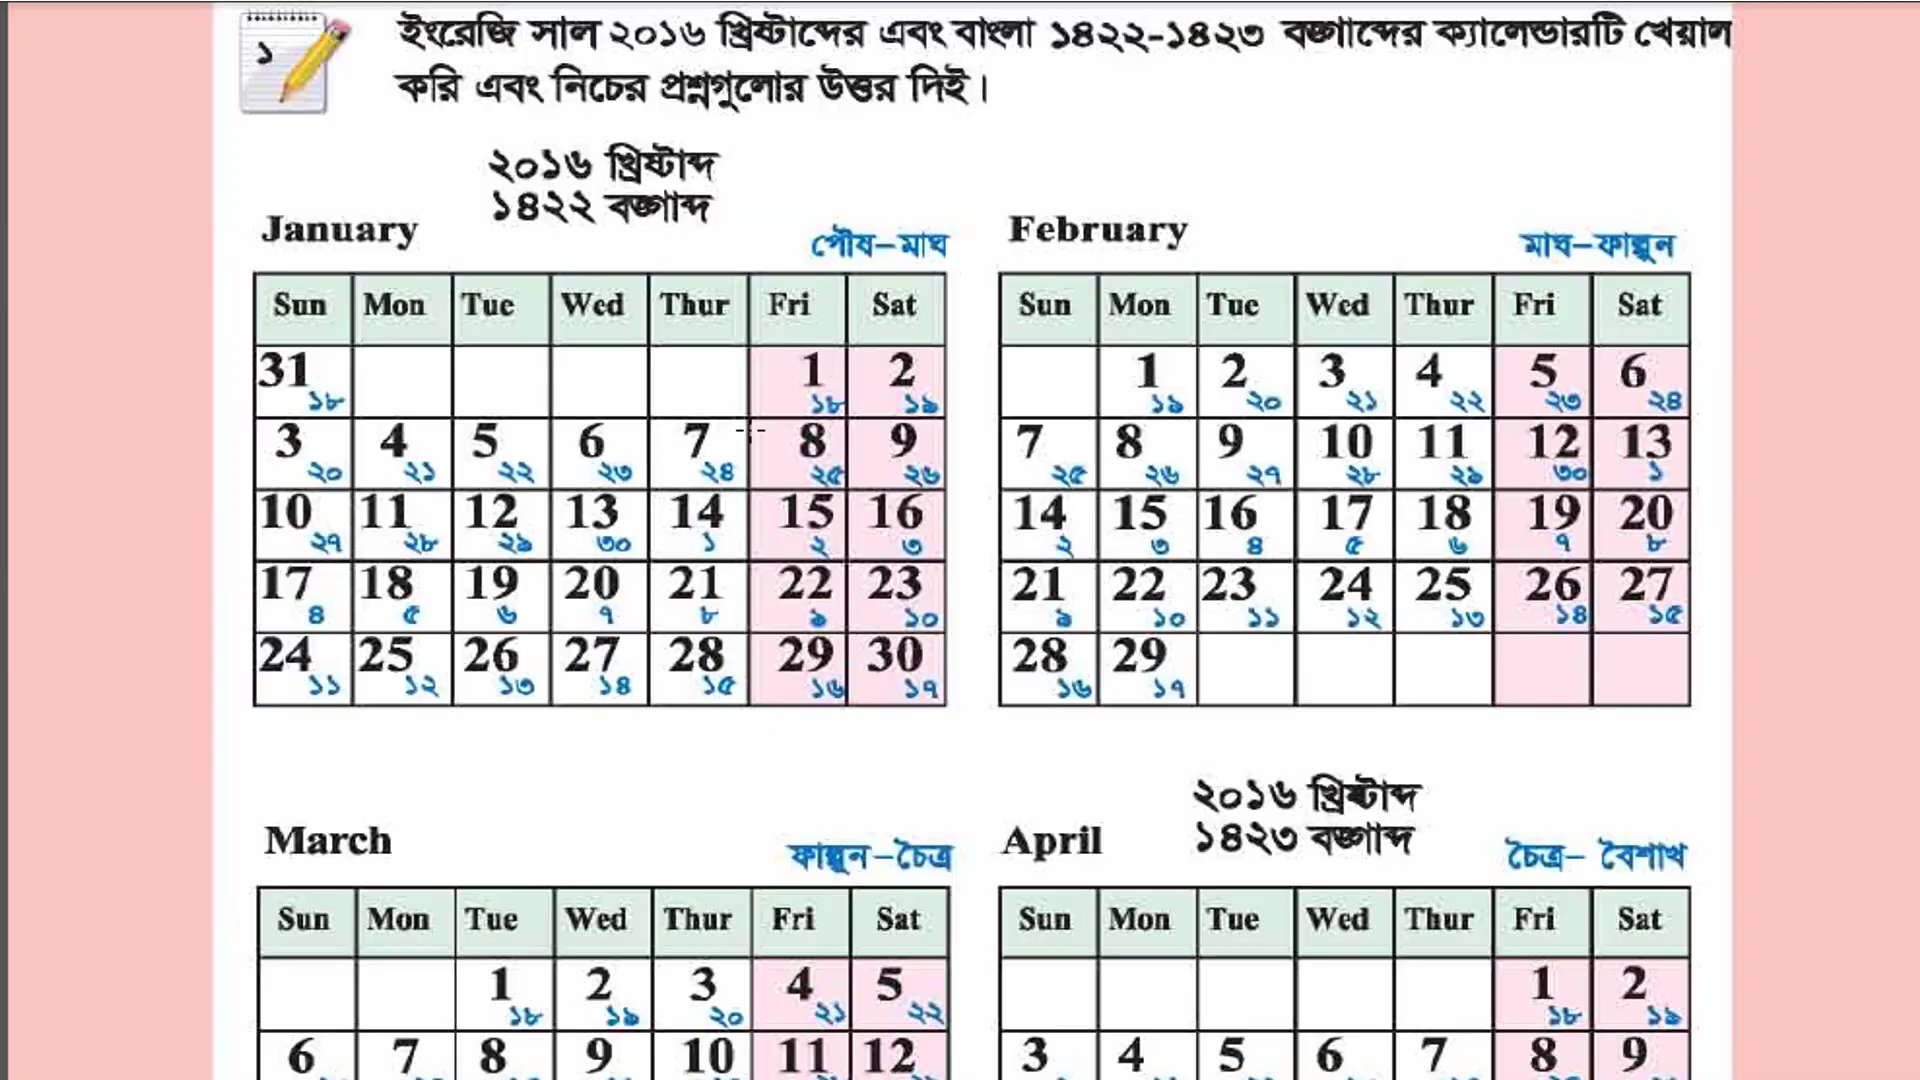 ১
ইংরেজি সাল ২০১৬ খ্রিস্টাব্দের এবং বাংলা ১৪২২-১৪২৩ বঙ্গাব্দের ক্যালেন্ডারটি খেয়াল
করি এবং নিচের প্রশ্নগুলোর উত্তর দিই।
২০১৬ খ্রিস্টাব্দ
১৪২২ বঙ্গাব্দ
January
পৌষ–মাঘ
Sun Mon Tue Wed Thur Fri Sat
31 1 2
১৮ ১৮ ১৯
3 4 5 6 7 8 9
২০ ২১ ২২ ২৩ ২৪ ২৫ ২৬
10 11 12 13 14 15 16
২৭ ২৮ ২৯ ৩০ ১ ২ ৩
17 18 19 20 21 22 23
৪ ৫ ৬ ৭ ৮ ৯ ১০
24 25 26 27 28 29 30
১১ ১২ ১৩ ১৪ ১৫ ১৬ ১৭
February
মাঘ–ফাল্গুন
Sun Mon Tue Wed Thur Fri Sat
1 2 3 4 5 6
১৯ ২০ ২১ ২২ ২৩ ২৪
7 8 9 10 11 12 13
২৫ ২৬ ২৭ ২৮ ২৯ ৩০ ১
14 15 16 17 18 19 20
২ ৩ ৪ ৫ ৬ ৭ ৮
21 22 23 24 25 26 27
৯ ১০ ১১ ১২ ১৩ ১৪ ১৫
28 29
১৬ ১৭
March
ফাল্গুন–চৈত্র
Sun Mon Tue Wed Thur Fri Sat
1 2 3 4 5
১৮ ১৯ ২০ ২১ ২২
6 7 8 9 10 11 12
২০১৬ খ্রিস্টাব্দ
১৪২৩ বঙ্গাব্দ
April
চৈত্র– বৈশাখ
Sun Mon Tue Wed Thur Fri Sat
1 2
১৮ ১৯
3 4 5 6 7 8 9